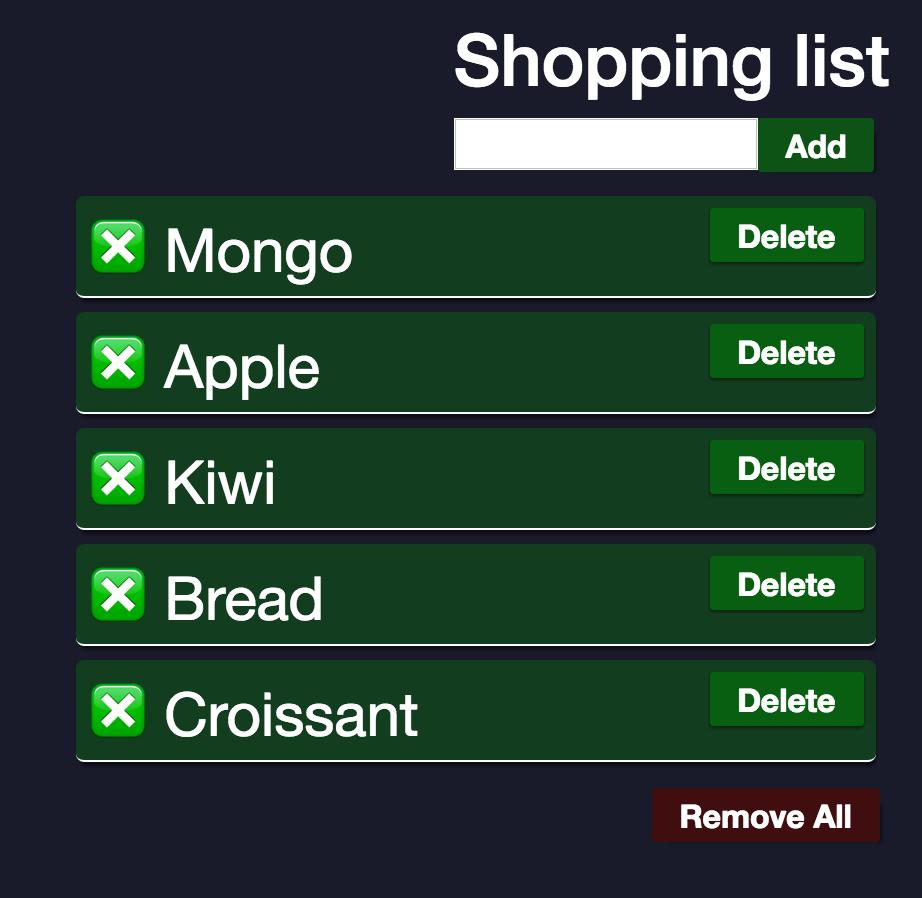 Shopping list
Add
❎ Mongo Delete
❎ Apple Delete
❎ Kiwi Delete
❎ Bread Delete
❎ Croissant Delete
Remove All